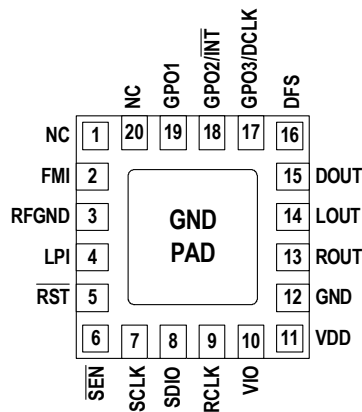 NC
GPO1
GPO2/INT
GPO3/DCLK
DFS
NC 1 20 19 18 17 16
FMI 2 15 DOUT
RFGND 3 GND 14 LOUT
LPI 4 PAD 13 ROUT
RST 5 12 GND
6 7 8 9 10 11 VDD
SEN
SCLK
SDIO
RCLK
VIO